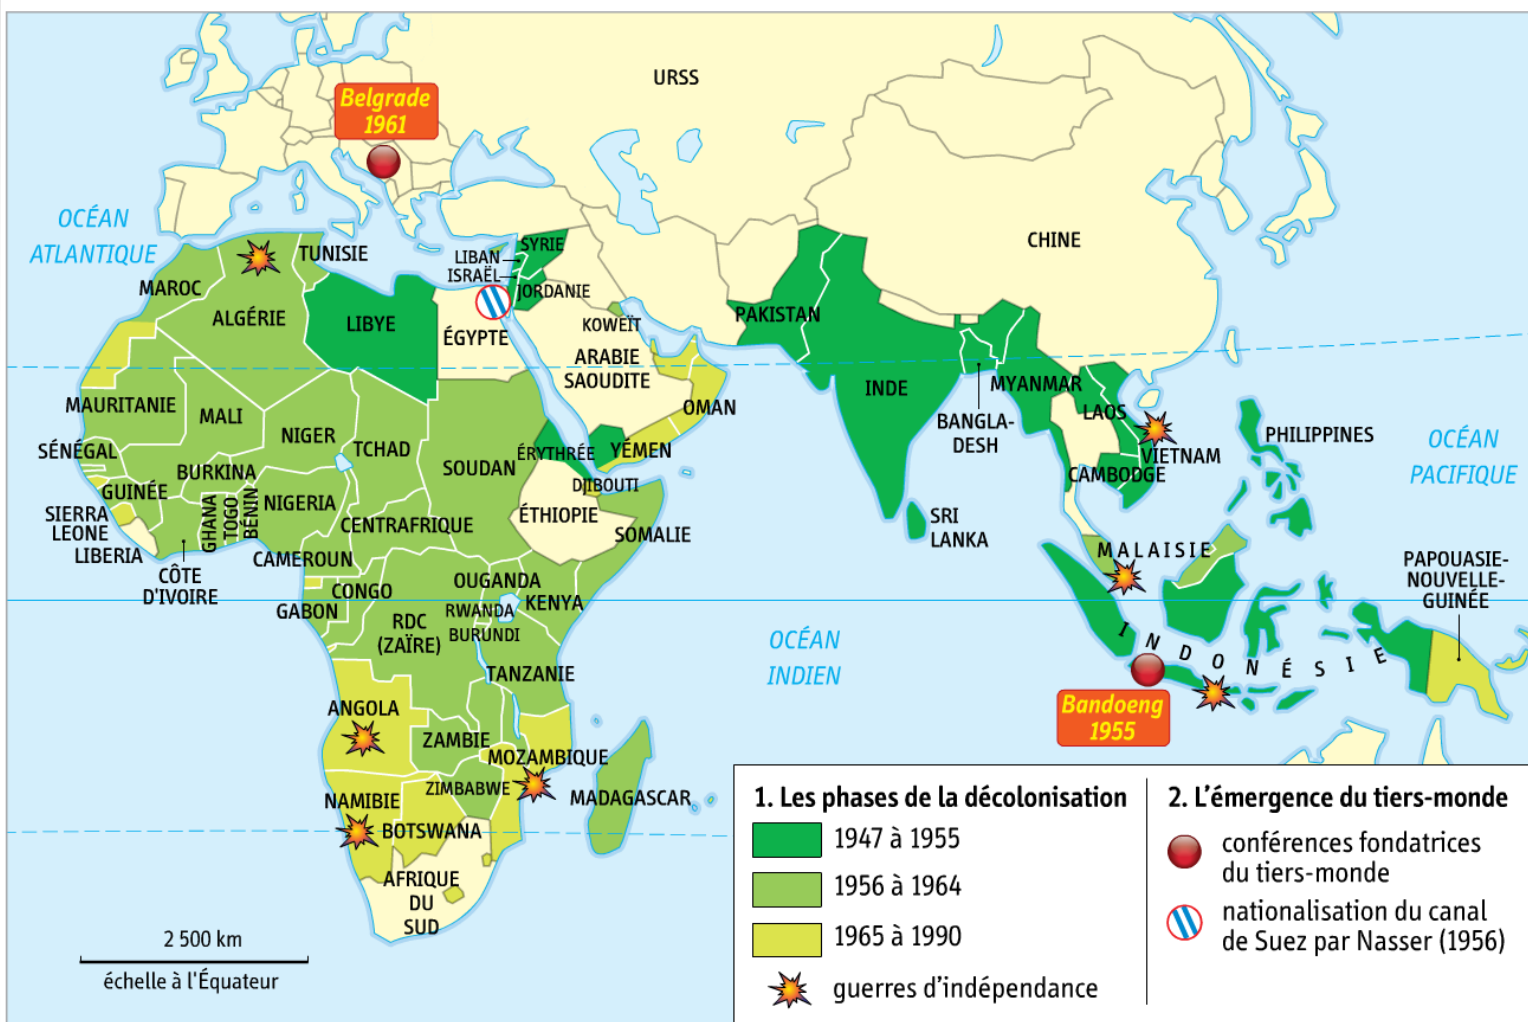 URSS
Belgrade
1961
OCÉAN
ATLANTIQUE
CHINE
TUNISIE
SYRIE
LIBAN
ISRAËL
JORDANIE
MAROC
ALGÉRIE
LIBYE
ÉGYPTE
KOWEÏT
PAKISTAN
ARABIE
SAOUDITE
INDE
MYANMAR
LAOS
OMAN
BANGLA-
DESH
MAURITANIE
MALI
NIGER
TCHAD
SOUDAN
ÉRYTHRÉE
YÉMEN
PHILIPPINES
OCÉAN
PACIFIQUE
VIETNAM
CAMBODGE
SÉNÉGAL
BURKINA
GUINÉE
NIGERIA
DJIBOUTI
SIERRA
LEONE
LIBERIA
GHANA
TOGO
BÉNIN
CENTRAFRIQUE
ÉTHIOPIE
SOMALIE
SRI
LANKA
CÔTE
D'IVOIRE
CAMEROUN
MALAISIE
PAPOUASIE-
NOUVELLE-
GUINÉE
GABON
CONGO
OUGANDA
KENYA
RWANDA
BURUNDI
RDC
(ZAÏRE)
TANZANIE
OCÉAN
INDIEN
INDONÉSIE
Bandoeng
1955
ANGOLA
ZAMBIE
MOZAMBIQUE
ZIMBABWE
MADAGASCAR
NAMIBIE
BOTSWANA
AFRIQUE
DU
SUD
2 500 km
échelle à l'Équateur
1. Les phases de la décolonisation
1947 à 1955
1956 à 1964
1965 à 1990
guerres d'indépendance
2. L'émergence du tiers-monde
conférences fondatrices
du tiers-monde
nationalisation du canal
de Suez par Nasser (1956)